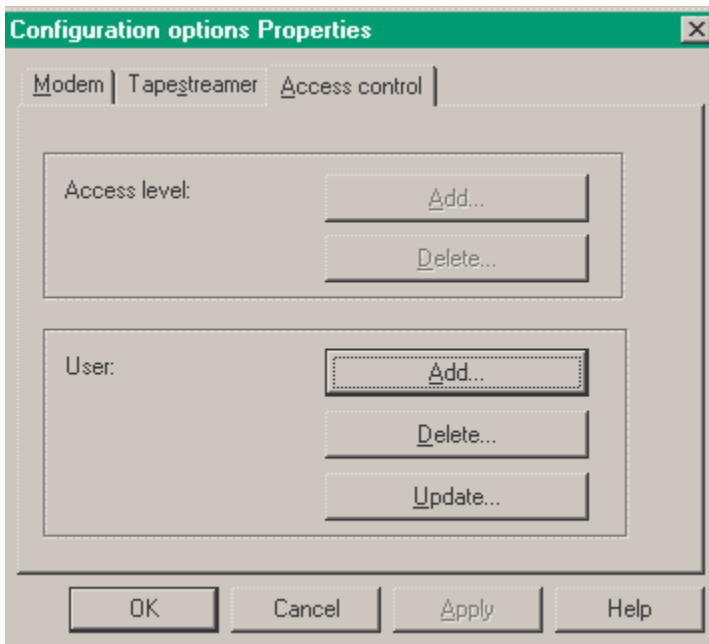 Configuration options Properties
Modem Tapestreamer Access control
Access level: Add...
Delete...
User: Add...
Delete...
Update...
OK Cancel Apply Help